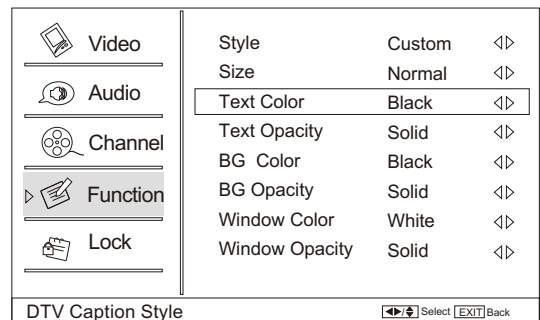 Video
Audio
Channel
Function
Lock
Style Custom
Size Normal
Text Color Black
Text Opacity Solid
BG Color Black
BG Opacity Solid
Window Color White
Window Opacity Solid
DTV Caption Style Select EXIT Back